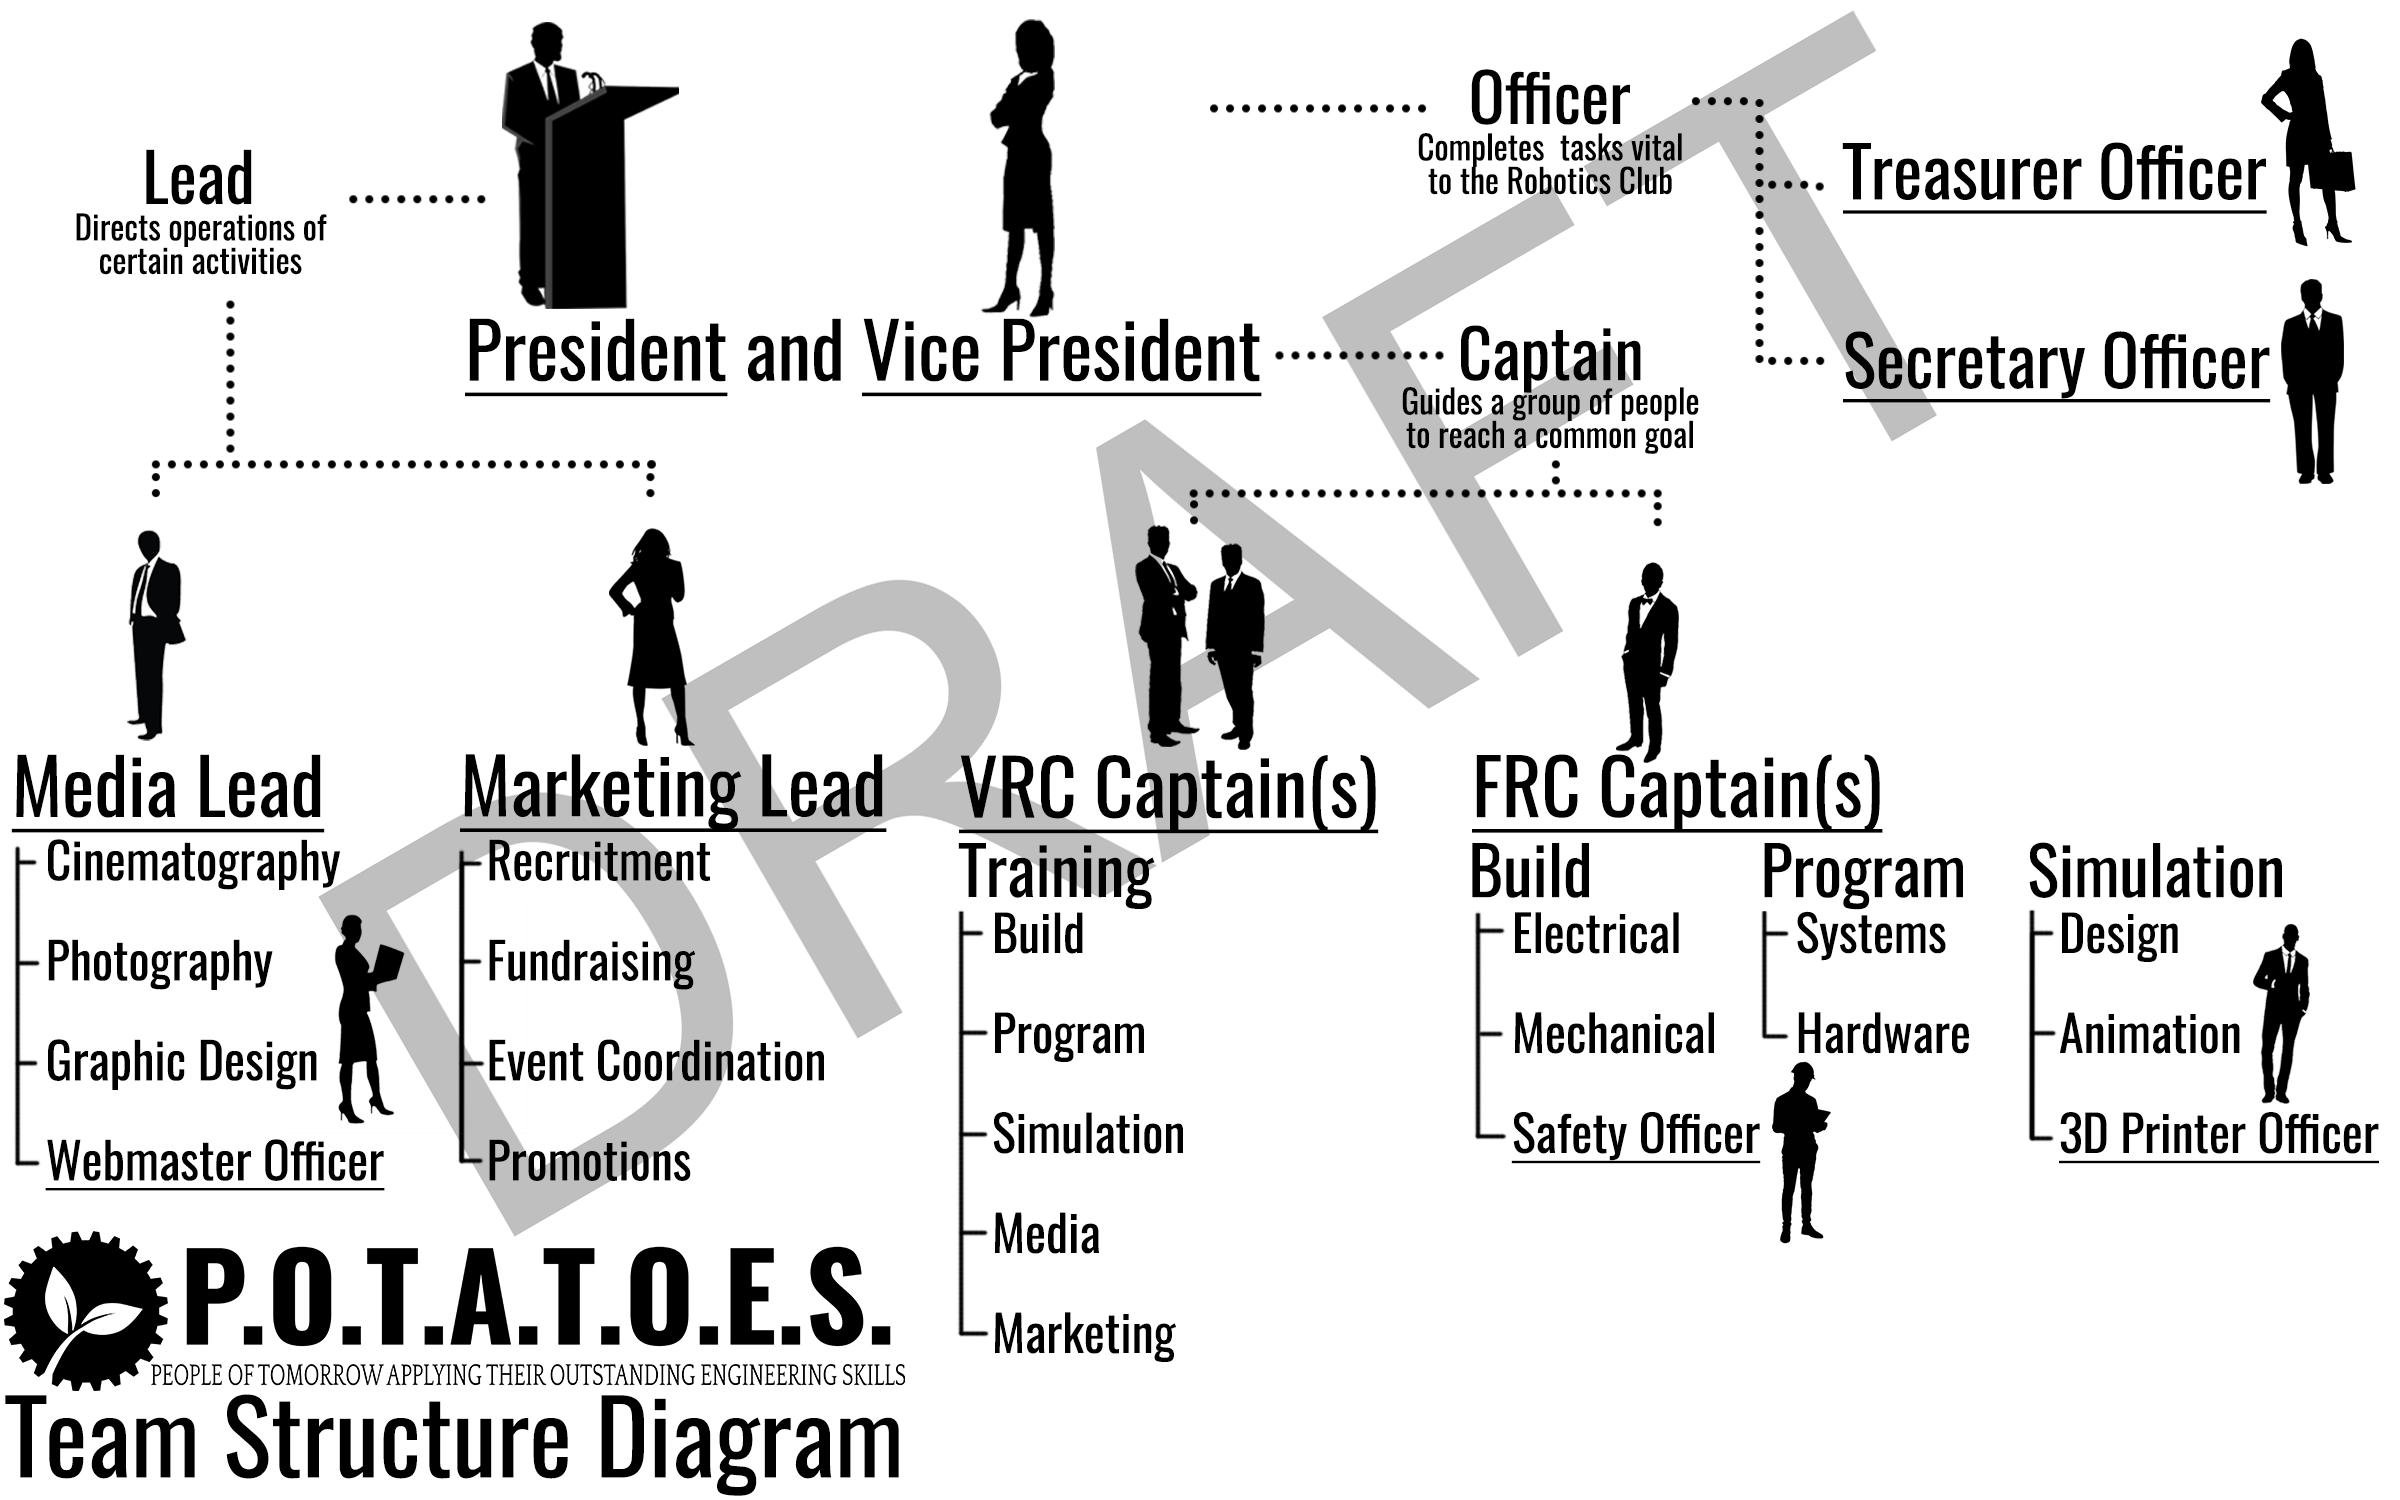 Lead
Directs operations of
certain activities
President and Vice President
Officer
Completes  tasks vital
to the Robotics Club
Treasurer Officer
Secretary Officer
Captain
Guides a group of people
to reach a common goal
Media Lead
Cinematography
Photography
Graphic Design
Webmaster Officer
Marketing Lead
Recruitment
Fundraising
Event Coordination
Promotions
VRC Captain(s)
Training
Build
Program
Simulation
Media
Marketing
FRC Captain(s)
Build
Electrical
Mechanical
Safety Officer
Program
Systems
Hardware
Simulation
Design
Animation
3D Printer Officer
DRAFT
P.O.T.A.T.O.E.S.
PEOPLE OF TOMORROW APPLYING THEIR OUTSTANDING ENGINEERING SKILLS
Team Structure Diagram